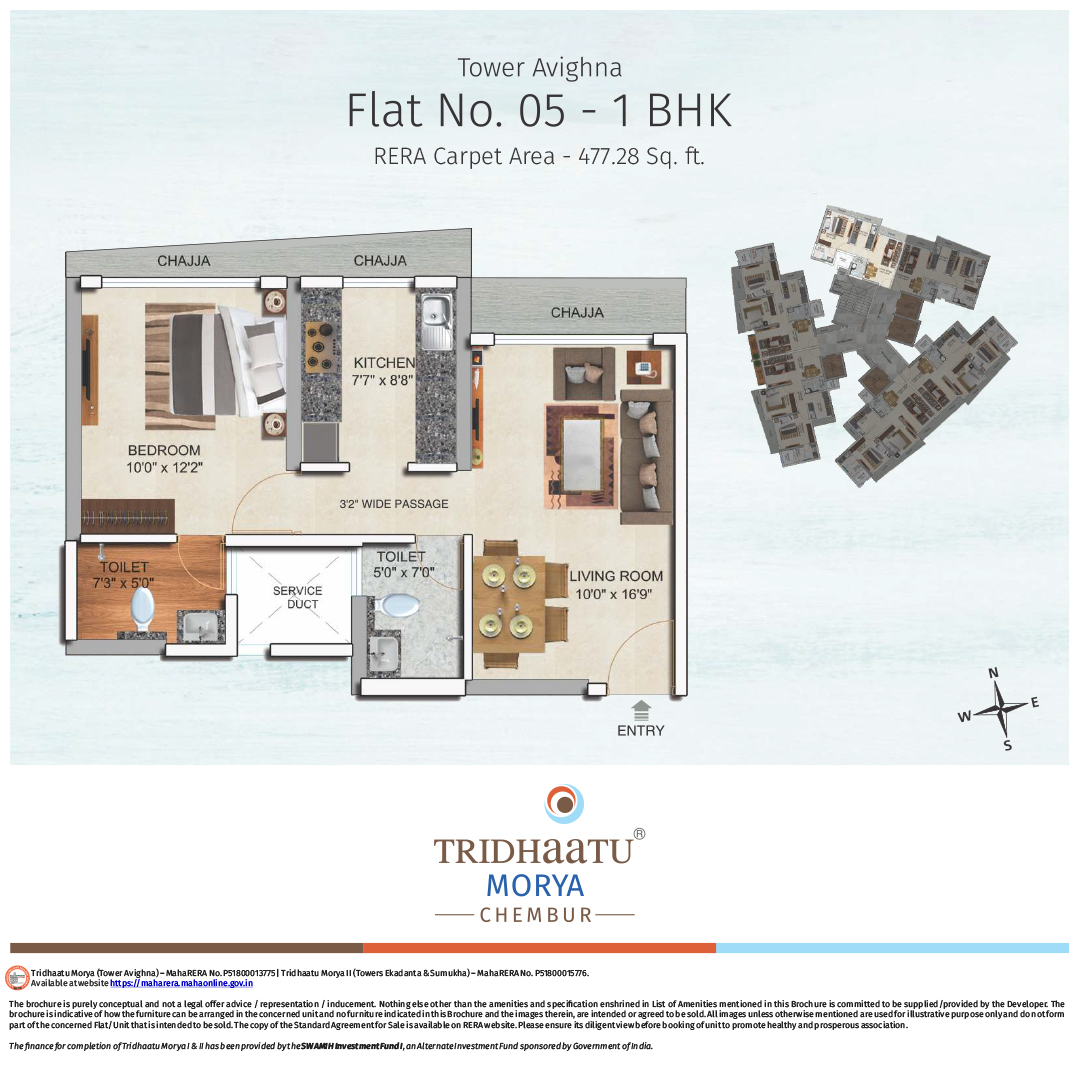 Tower Avighna
Flat No. 05 - 1 BHK
RERA Carpet Area - 477.28 Sq. ft.
CHAJJA
CHAJJA
CHAJJA
KITCHEN
7'7" x 8'8"
BEDROOM
10'0" x 12'2"
3'2" WIDE PASSAGE
TOILET
7'3" x 5'0"
SERVICE
DUCT
TOILET
5'0" x 7'0"
LIVING ROOM
10'0" x 16'9"
ENTRY
N
E
W
S
TRIDHaaTU®
MORYA
CHEMBUR
Tridhaatu Morya (Tower Avighna) – MahaRERA No. P51800013775 | Tridhaatu Morya II (Towers Ekadanta & Sumukha) – MahaRERA No. P51800015776.
Available at website https://maharera.mahaonline.gov.in
The brochure is purely conceptual and not a legal offer advice / representation / inducement. Nothing else other than the amenities and specification enshrined in List of Amenities mentioned in this Brochure is committed to be supplied /provided by the Developer. The
brochure is indicative of how the furniture can be arranged in the concerned unit and no furniture indicated in this Brochure and the images therein, are intended or agreed to be sold. All images unless otherwise mentioned are used for illustrative purpose only and do not form
part of the concerned Flat/ Unit that is intended to be sold. The copy of the Standard Agreement for Sale is available on RERA website. Please ensure its diligent view before booking of unit to promote healthy and prosperous association.
The finance for completion of Tridhaatu Morya I & II has been provided by the SWAMIH Investment Fund I, an Alternate Investment Fund sponsored by Government of India.